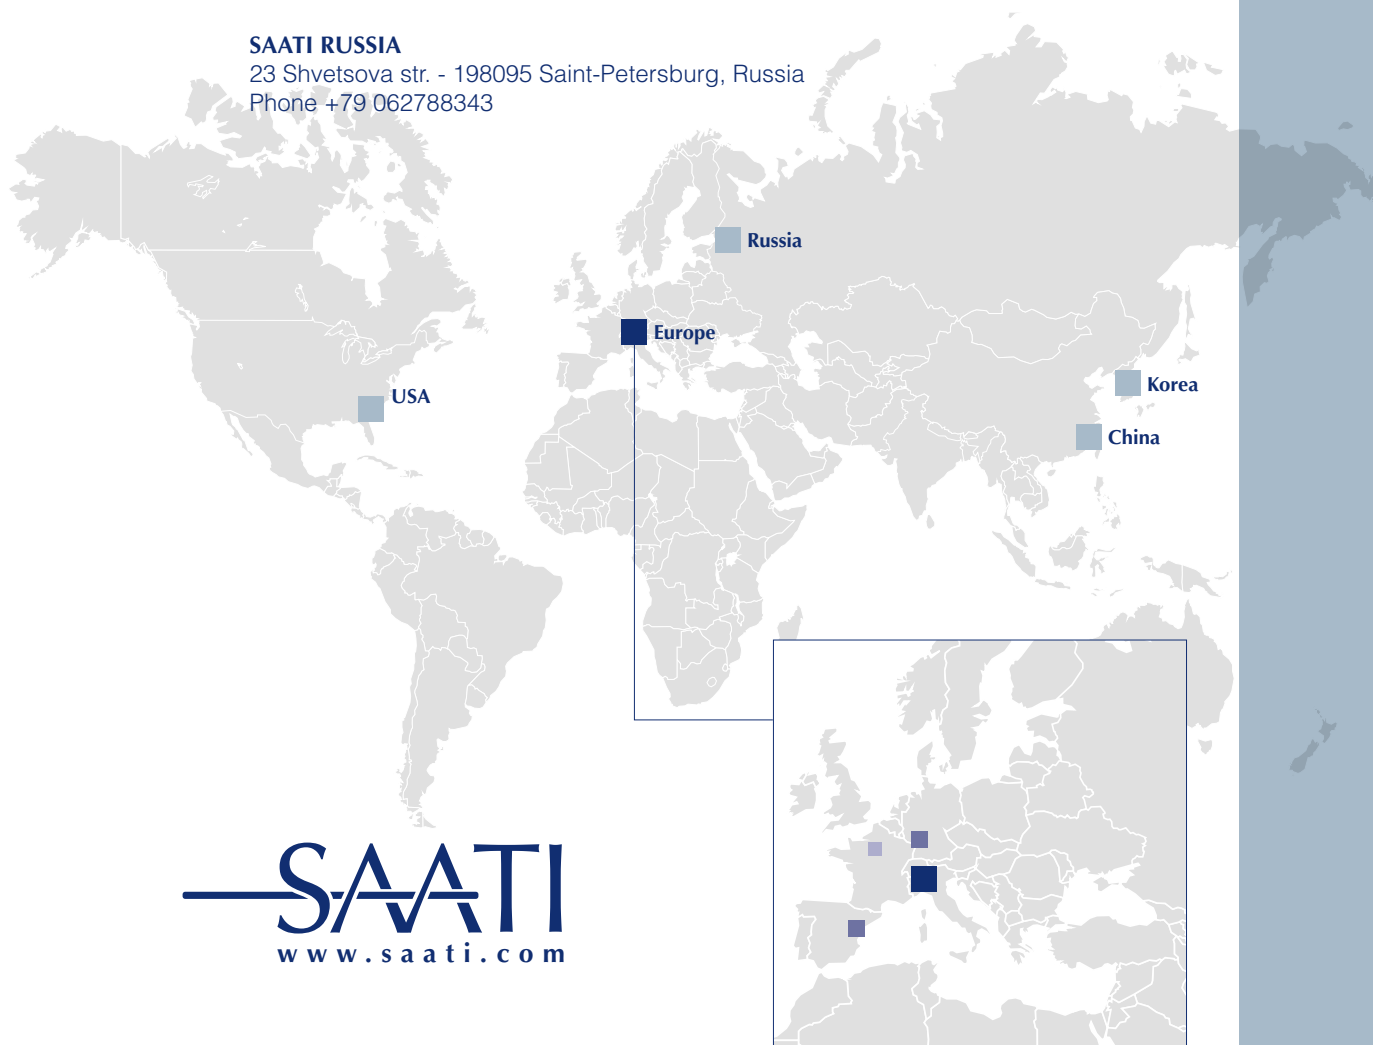 SAATI RUSSIA
23 Shvetsova str. - 198095 Saint-Petersburg, Russia
Phone +79 062788343
Russia
Europe
USA
Korea
China
SAATI
www.saati.com